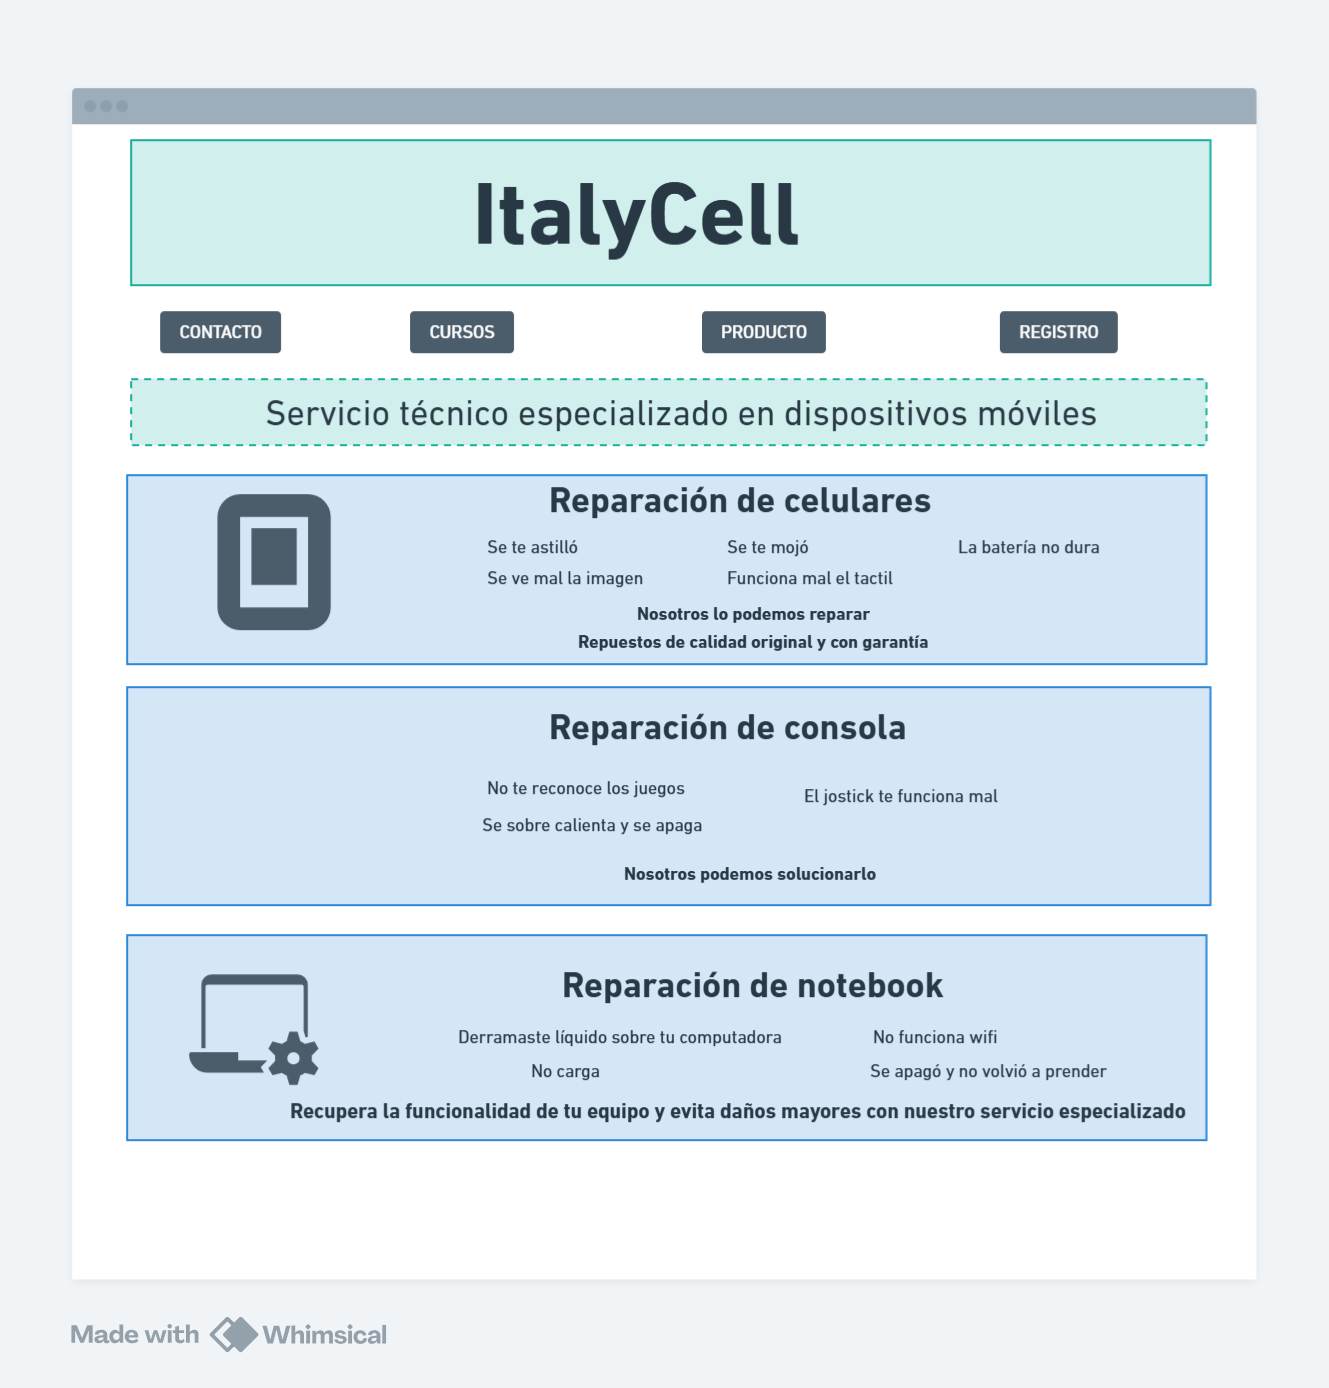 ItalyCell
CONTACTO
CURSOS
PRODUCTO
REGISTRO
Servicio técnico especializado en dispositivos móviles
Reparación de celulares
Se te astilló
Se te mojó
La batería no dura
Se ve mal la imagen
Funciona mal el tactil
Nosotros lo podemos reparar
Repuestos de calidad original y con garantía
Reparación de consola
No te reconoce los juegos
El jostick te funciona mal
Se sobre calienta y se apaga
Nosotros podemos solucionarlo
Reparación de notebook
Derramaste líquido sobre tu computadora
No funciona wifi
No carga
Se apagó y no volvió a prender
Recupera la funcionalidad de tu equipo y evita daños mayores con nuestro servicio especializado
Made with Whimsical